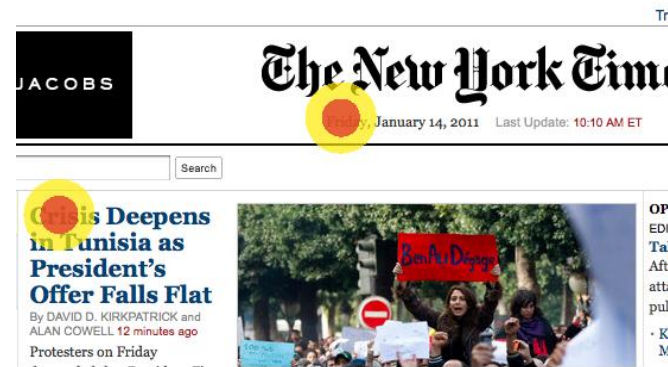 Tr
JACOBS
The New York Time
Friday, January 14, 2011 Last Update: 10:10 AM ET
Search
Crisis Deepens
in Tunisia as
President's
Offer Falls Flat
By DAVID D. KIRKPATRICK and
ALAN COWELL 12 minutes ago
Protesters on Friday
Ben Ali Dégage
OP
EDI
Ta
Aft
atta
pul
· K
M